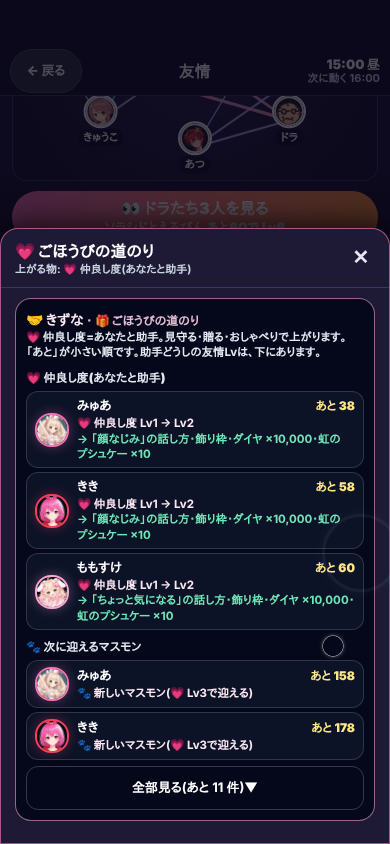 ← 戻る
友情
15:00 昼
次に動く 16:00
きゅうこ
ドラ
あつ
👀 ドラたち3人を見る
💗 ごほうびの道のり
上がる物: 💗 仲良し度(あなたと助手)
✕
🤝 きずな · 🎁 ごほうびの道のり
💗 仲良し度=あなたと助手。見守る・贈る・おしゃべりで上がります。
「あと」が小さい順です。助手どうしの友情Lvは、下にあります。
💗 仲良し度(あなたと助手)
みゅあ
あと 38
💗 仲良し度 Lv1 → Lv2
→ 「顔なじみ」の話し方・飾り枠・ダイヤ ×10,000・虹の
プシュケー ×10
きき
あと 58
💗 仲良し度 Lv1 → Lv2
→ 「顔なじみ」の話し方・飾り枠・ダイヤ ×10,000・虹の
プシュケー ×10
ももすけ
あと 60
💗 仲良し度 Lv1 → Lv2
→ 「ちょっと気になる」の話し方・飾り枠・ダイヤ ×10,000・
虹のプシュケー ×10
🐾 次に迎えるマスモン
みゅあ
あと 158
🐾 新しいマスモン(💗 Lv3で迎える)
きき
あと 178
🐾 新しいマスモン(💗 Lv3で迎える)
全部見る(あと 11 件)▼